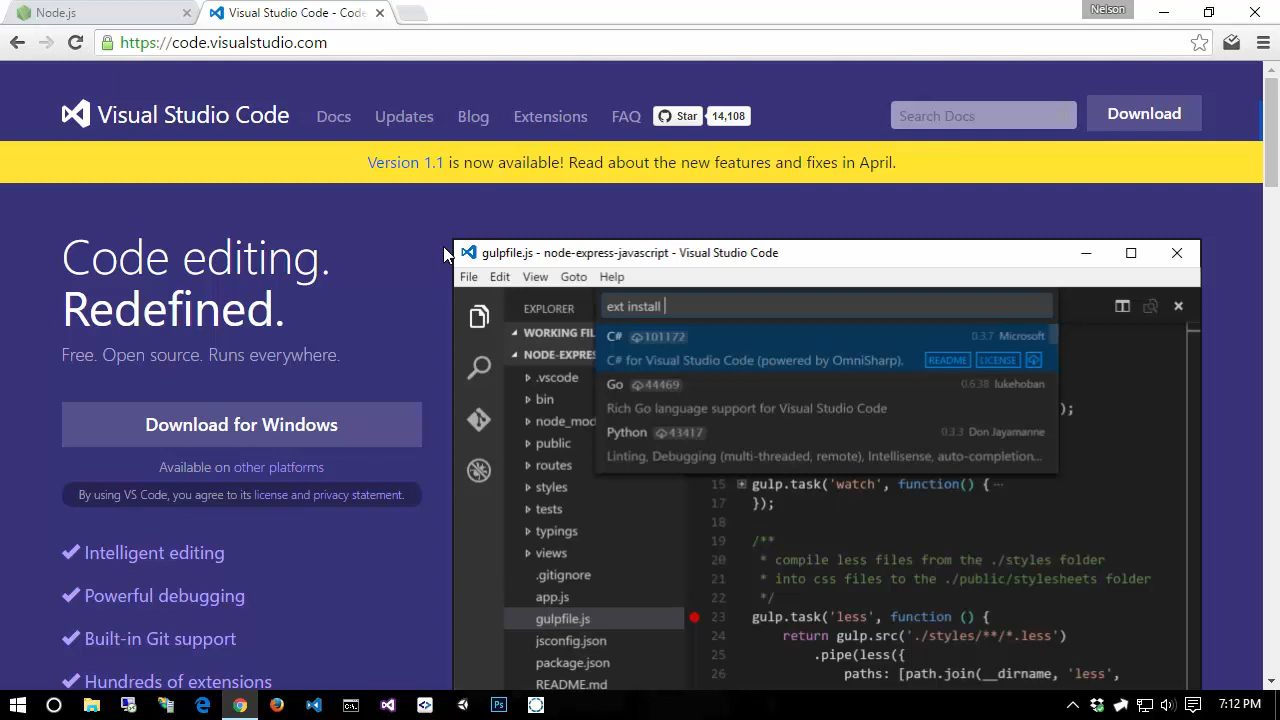 Node.js
Visual Studio Code - Code
Nelson
https://code.visualstudio.com
Visual Studio Code
Docs
Updates
Blog
Extensions
FAQ
Star
14,108
Search Docs
Download
Version 1.1 is now available! Read about the new features and fixes in April.
Code editing.
Redefined.
Free. Open source. Runs everywhere.
Download for Windows
Available on other platforms
By using VS Code, you agree to its license and privacy statement.
Intelligent editing
Powerful debugging
Built-in Git support
Hundreds of extensions
gulpfile.js - node-express-javascript - Visual Studio Code
File Edit View Goto Help
EXPLORER
WORKING FIL
NODE-EXPRES
.vscode
bin
node_mod
public
routes
styles
tests
typings
views
.gitignore
app.js
gulpfile.js
jsconfig.json
package.json
README.md
ext install
C# 101172 0.3.7 Microsoft
C# for Visual Studio Code (powered by OmniSharp). README LICENSE
Go 44469 0.6.38 lukehoban
Rich Go language support for Visual Studio Code
Python 43417 0.3.3 Don Jayamanne
Linting, Debugging (multi-threaded, remote), Intellisense, auto-completion...
);
15 gulp.task('watch', function() { ···
17 });
18
19 /**
20 * compile less files from the ./styles folder
21 * into css files to the ./public/stylesheets folder
22 */
23 gulp.task('less', function () {
24 return gulp.src('./styles/**/*.less')
25 .pipe(less({
26 paths: [path.join(__dirname, 'less',
7:12 PM